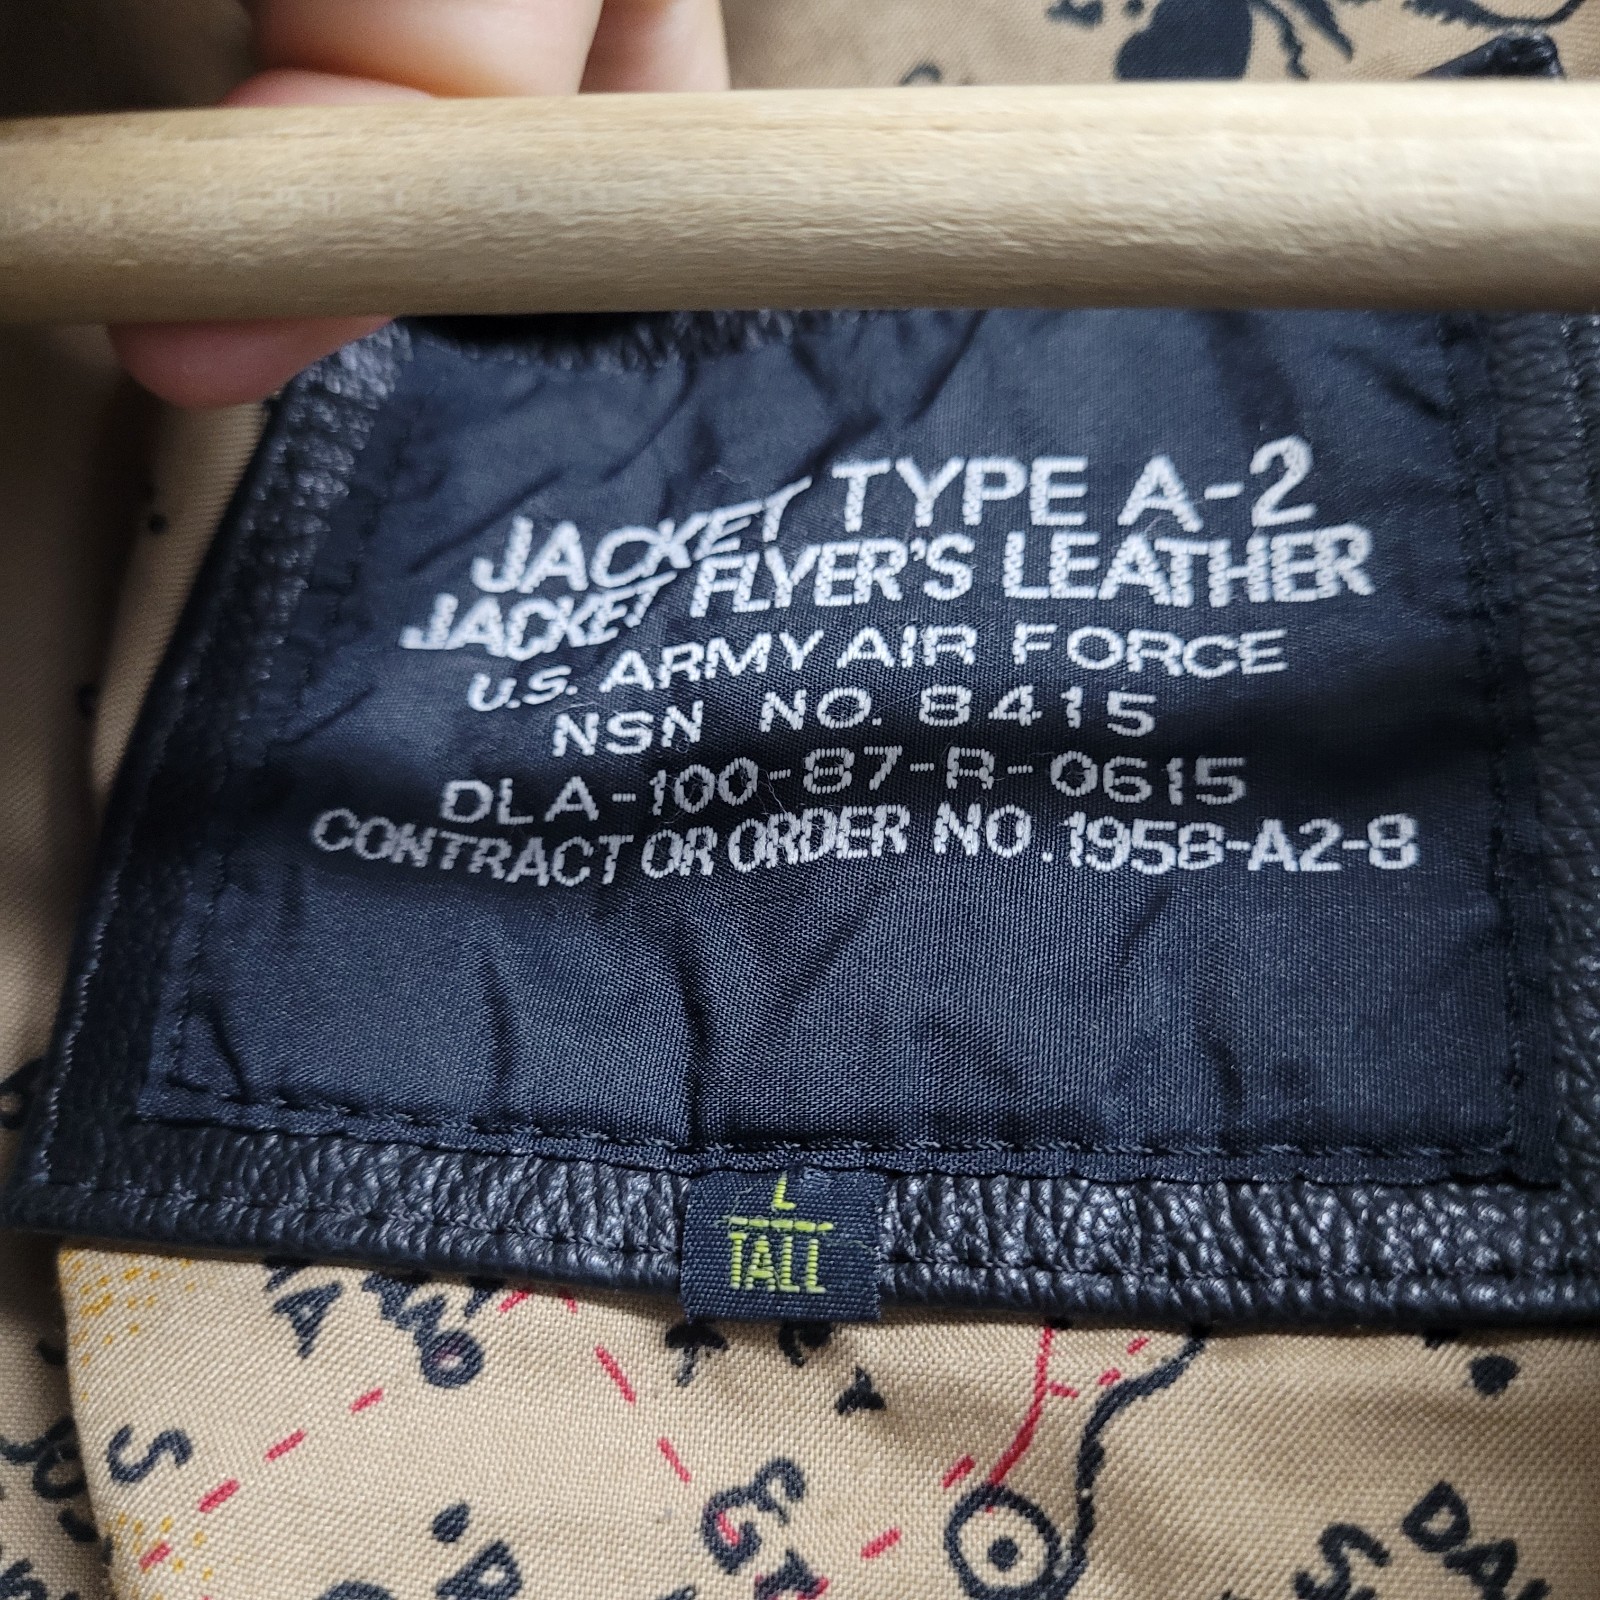 JACKET TYPE A-2
JACKET FLYER'S LEATHER
U.S. ARMY AIR FORCE
NSN NO. 8415
DLA-100-87-R-0615
CONTRACT OR ORDER NO. 1958-A2-8
L
TALL